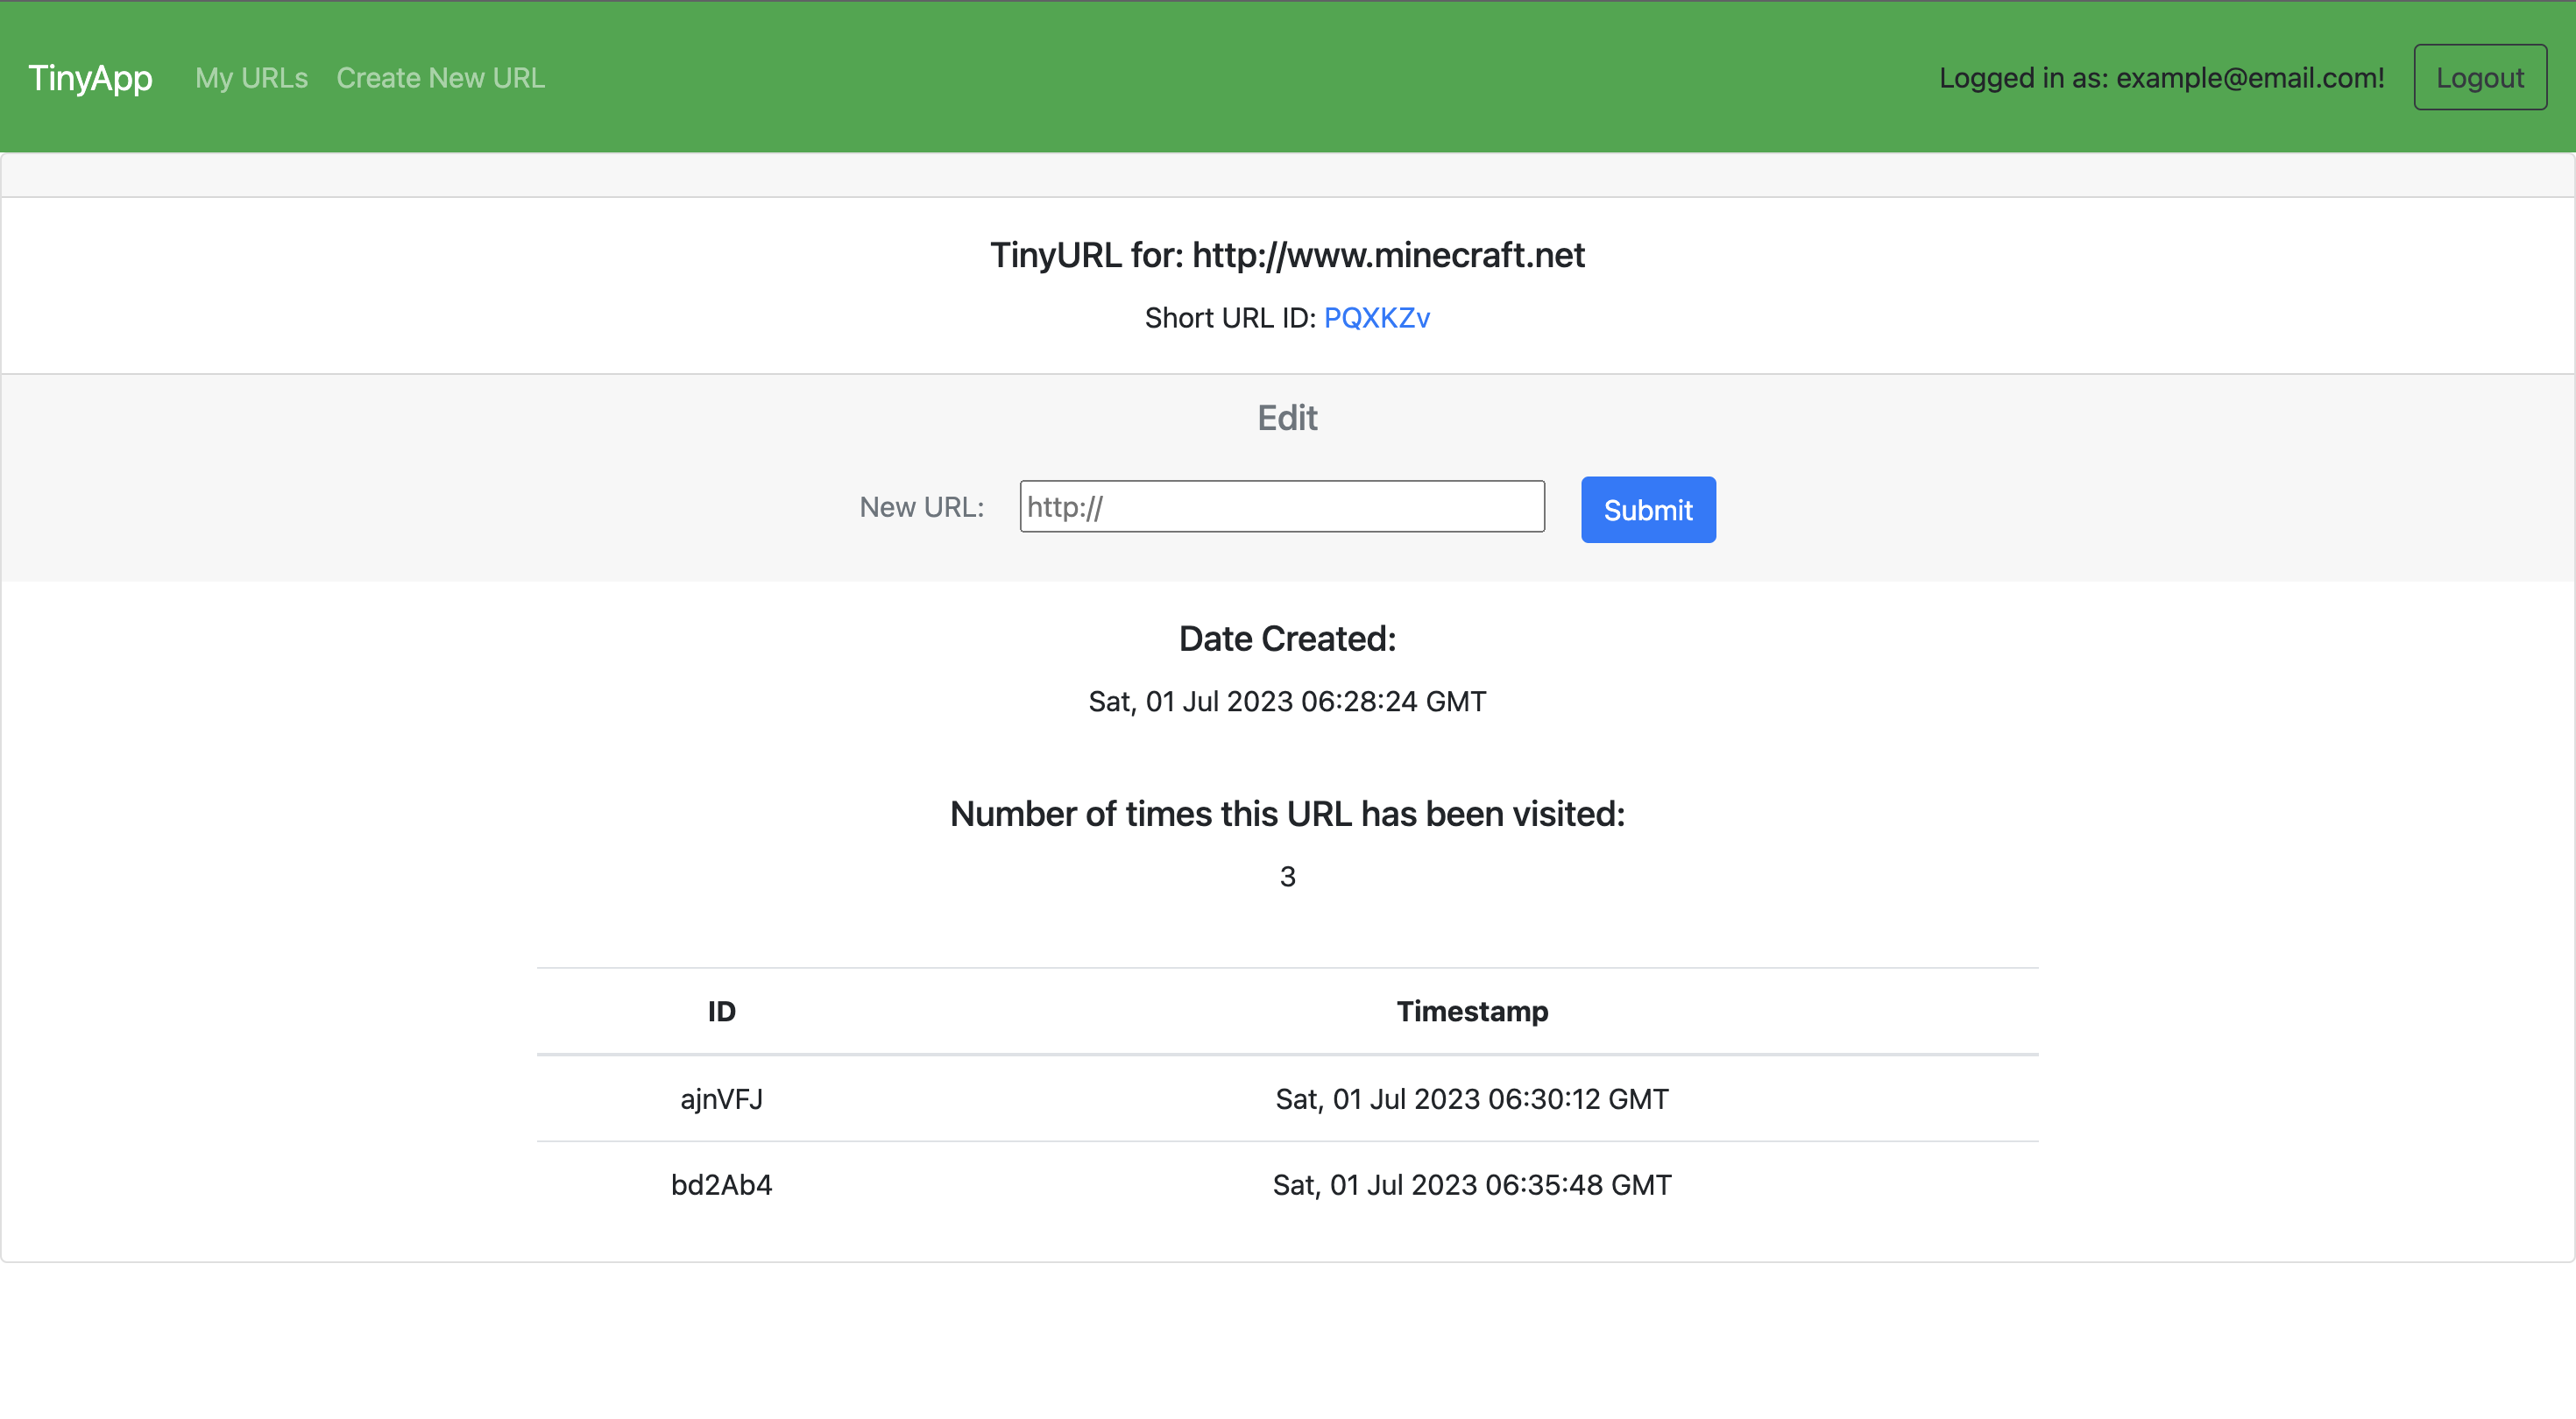 TinyApp My URLs Create New URL Logged in as: example@email.com! Logout
TinyURL for: http://www.minecraft.net
Short URL ID: PQXKZv
Edit
New URL: http:// Submit
Date Created:
Sat, 01 Jul 2023 06:28:24 GMT
Number of times this URL has been visited:
3
ID Timestamp
ajnVFJ Sat, 01 Jul 2023 06:30:12 GMT
bd2Ab4 Sat, 01 Jul 2023 06:35:48 GMT